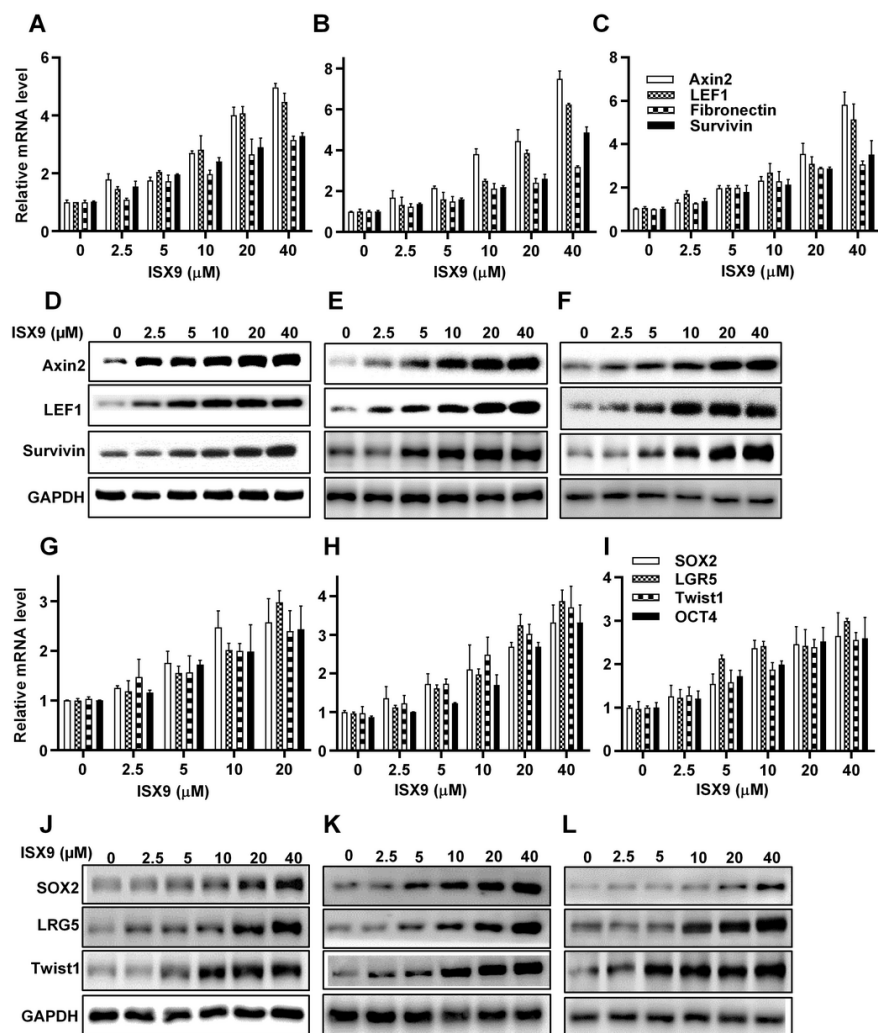 A
B
C
Relative mRNA level
6
4
2
0
0 2.5 5 10 20 40
ISX9 (μM)
8
6
4
2
0
0 2.5 5 10 20 40
ISX9 (μM)
8
6
4
2
0
0 2.5 5 10 20 40
ISX9 (μM)
Axin2
LEF1
Fibronectin
Survivin
D
E
F
ISX9 (μM) 0 2.5 5 10 20 40
0 2.5 5 10 20 40
0 2.5 5 10 20 40
Axin2
LEF1
Survivin
GAPDH
G
H
I
Relative mRNA level
3
2
1
0
0 2.5 5 10 20
ISX9 (μM)
4
3
2
1
0
0 2.5 5 10 20 40
ISX9 (μM)
4
3
2
1
0
0 2.5 5 10 20 40
ISX9 (μM)
SOX2
LGR5
Twist1
OCT4
J
K
L
ISX9 (μM) 0 2.5 5 10 20 40
0 2.5 5 10 20 40
0 2.5 5 10 20 40
SOX2
LRG5
Twist1
GAPDH